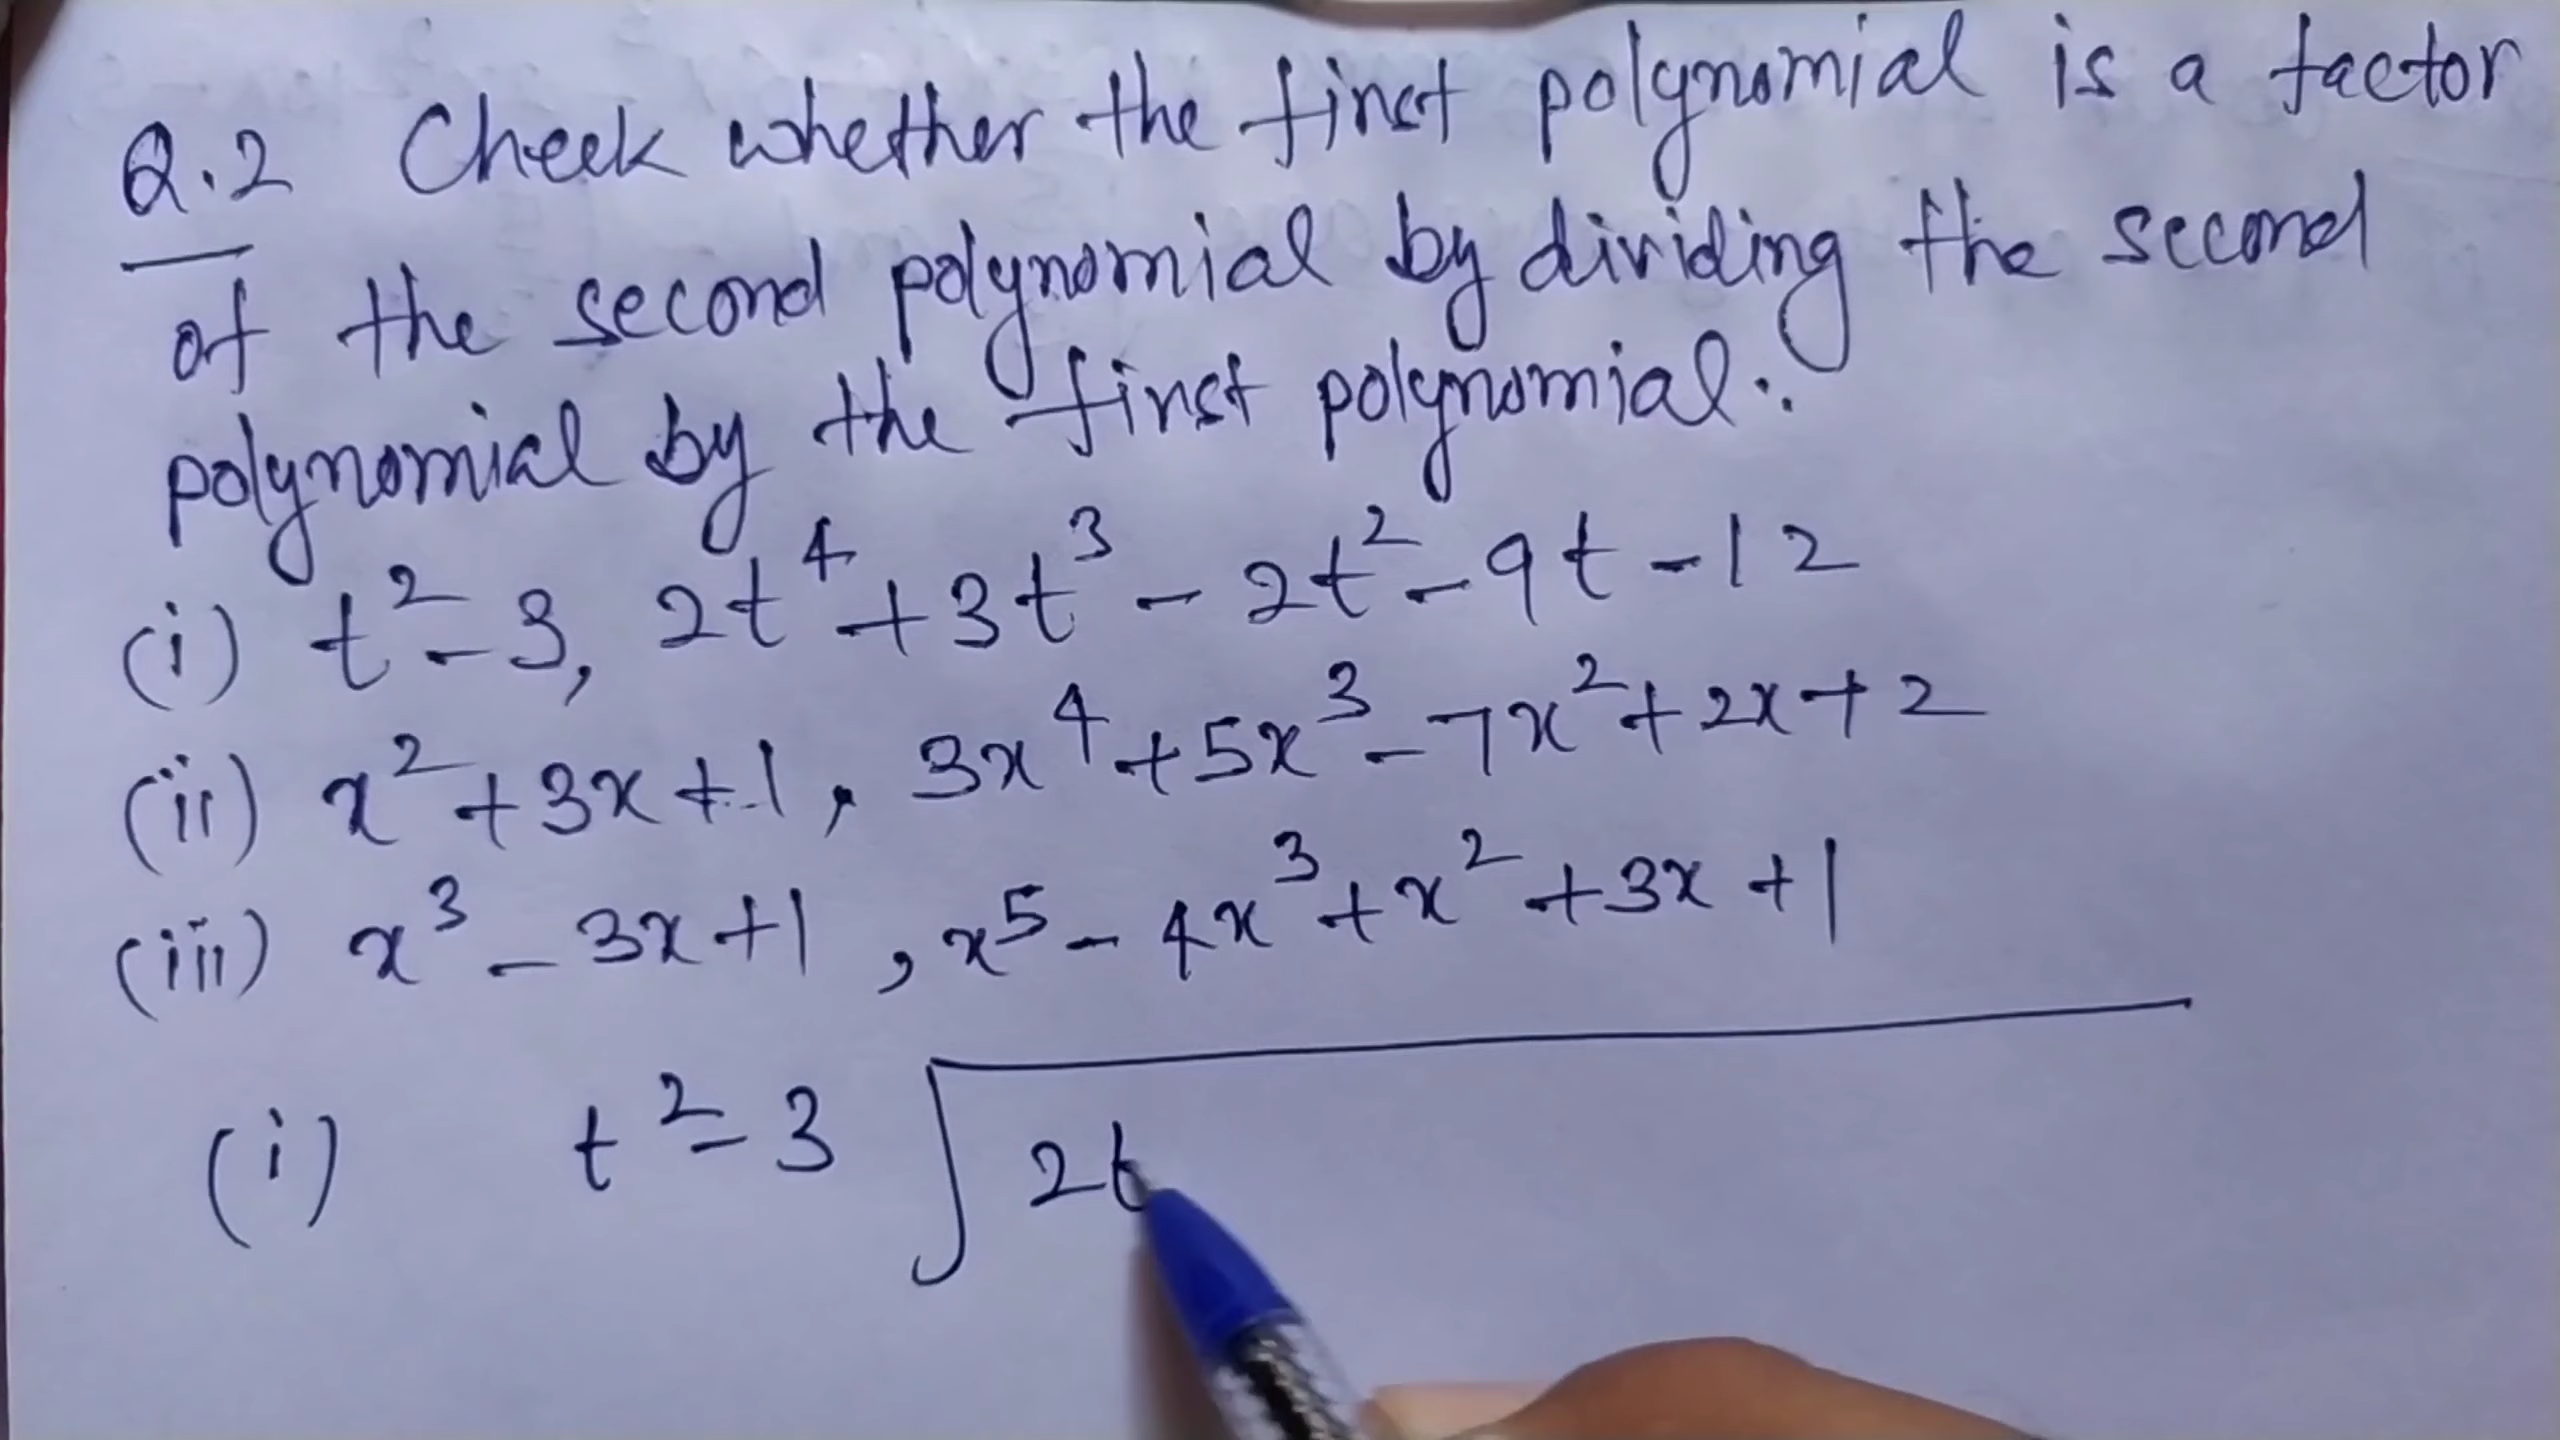 Q.2 Check whether the first polynomial is a factor
of the second polynomial by dividing the second
polynomial by the first polynomial:
(i) t² - 3, 2t⁴ + 3t³ - 2t² - 9t - 12
(ii) x² + 3x + 1, 3x⁴ + 5x³ - 7x² + 2x + 2
(iii) x³ - 3x + 1, x⁵ - 4x³ + x² + 3x + 1
(i) t² - 3 2t